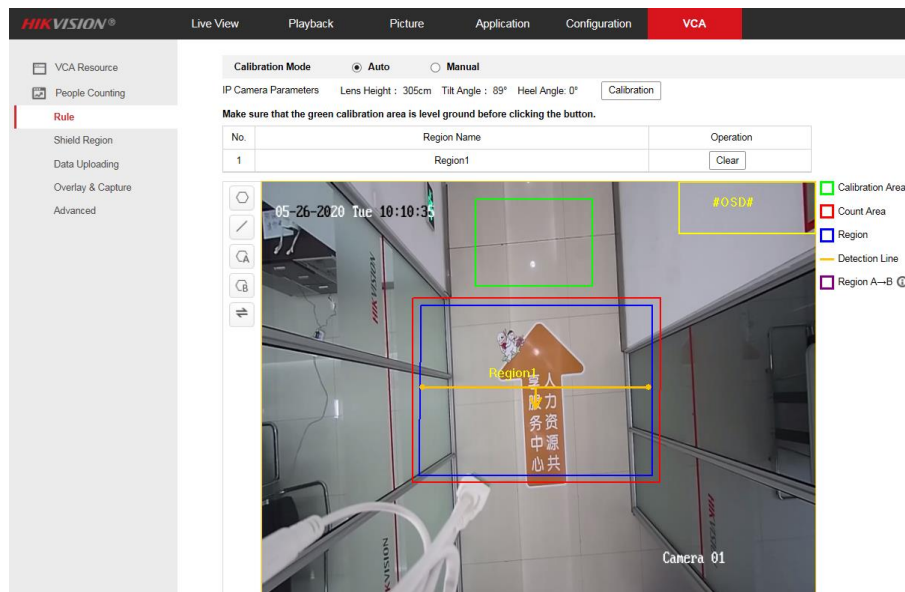 HIKVISION®
Live View Playback Picture Application Configuration VCA
VCA Resource
People Counting
Rule
Shield Region
Data Uploading
Overlay & Capture
Advanced
Calibration Mode Auto Manual
IP Camera Parameters Lens Height : 305cm Tilt Angle : 89° Heel Angle: 0° Calibration
Make sure that the green calibration area is level ground before clicking the button.
No. Region Name Operation
1 Region1 Clear
05-26-2020 Tue 10:10:35
#OSD#
HIKVISION
Region1
人力资源共
享服务中心
HIKVISION
KVISION
Camera 01
A
B
Calibration Area
Count Area
Region
Detection Line
Region A→B